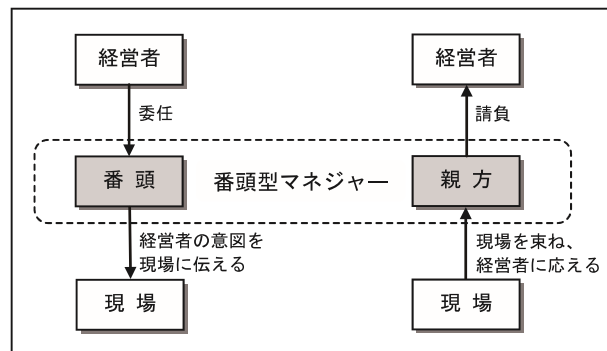 経営者
経営者
委任
請負
番頭
番頭型マネジャー
親方
経営者の意図を
現場に伝える
現場を束ね、
経営者に応える
現場
現場